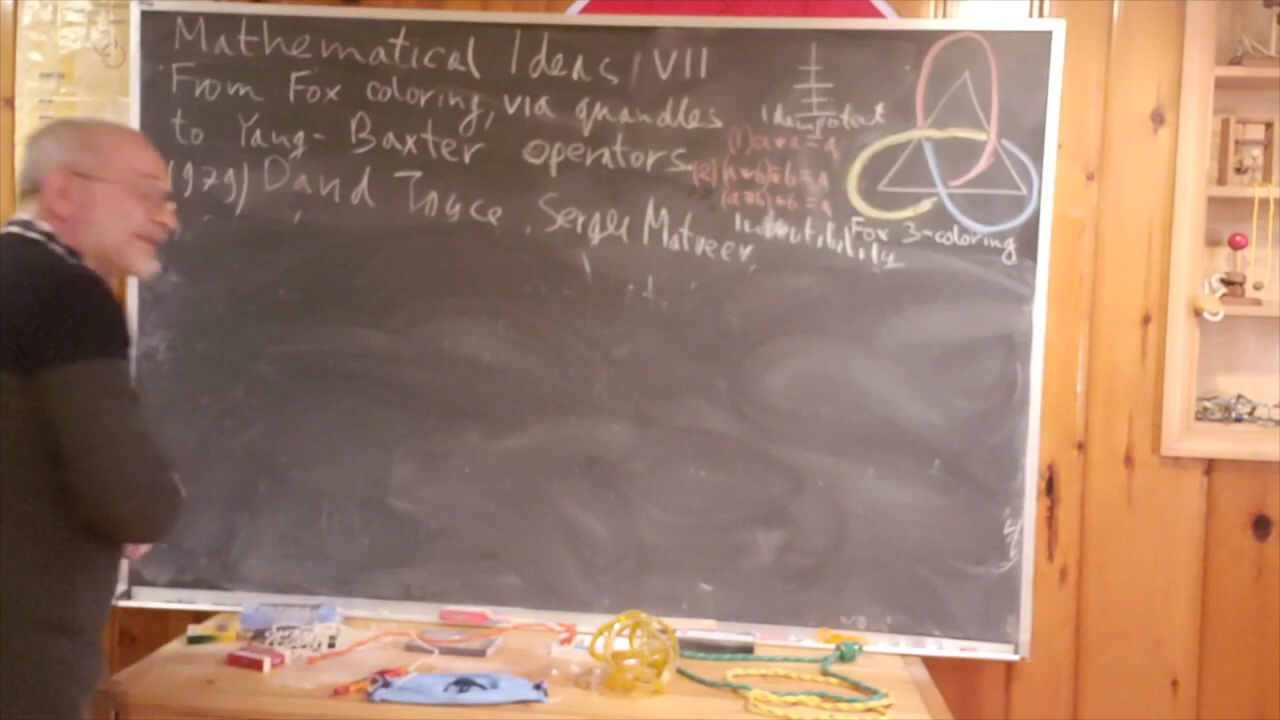 Mathematical Ideas, VII
From Fox coloring, via quandles
to Yang-Baxter operators.
(1979) David Joyce, Sergei Matveev
Idempotent
(1) a*a=a
(2) (a*b)*b=a
(a*b)*b=a
Invertibility
Fox 3-coloring